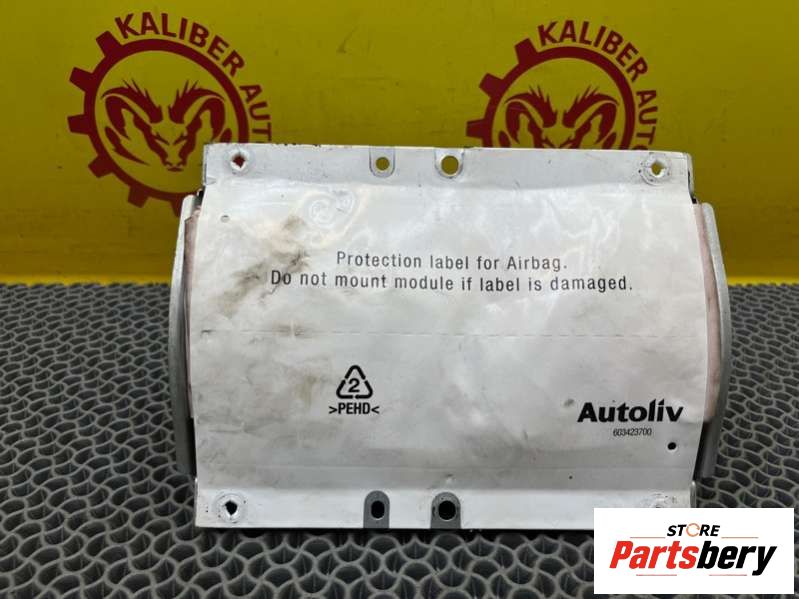 KALIBER AUTO
KALIBER AUTO
Protection label for Airbag.
Do not mount module if label is damaged.
2
>PEHD<
Autoliv
603423700
STORE
Partsbery